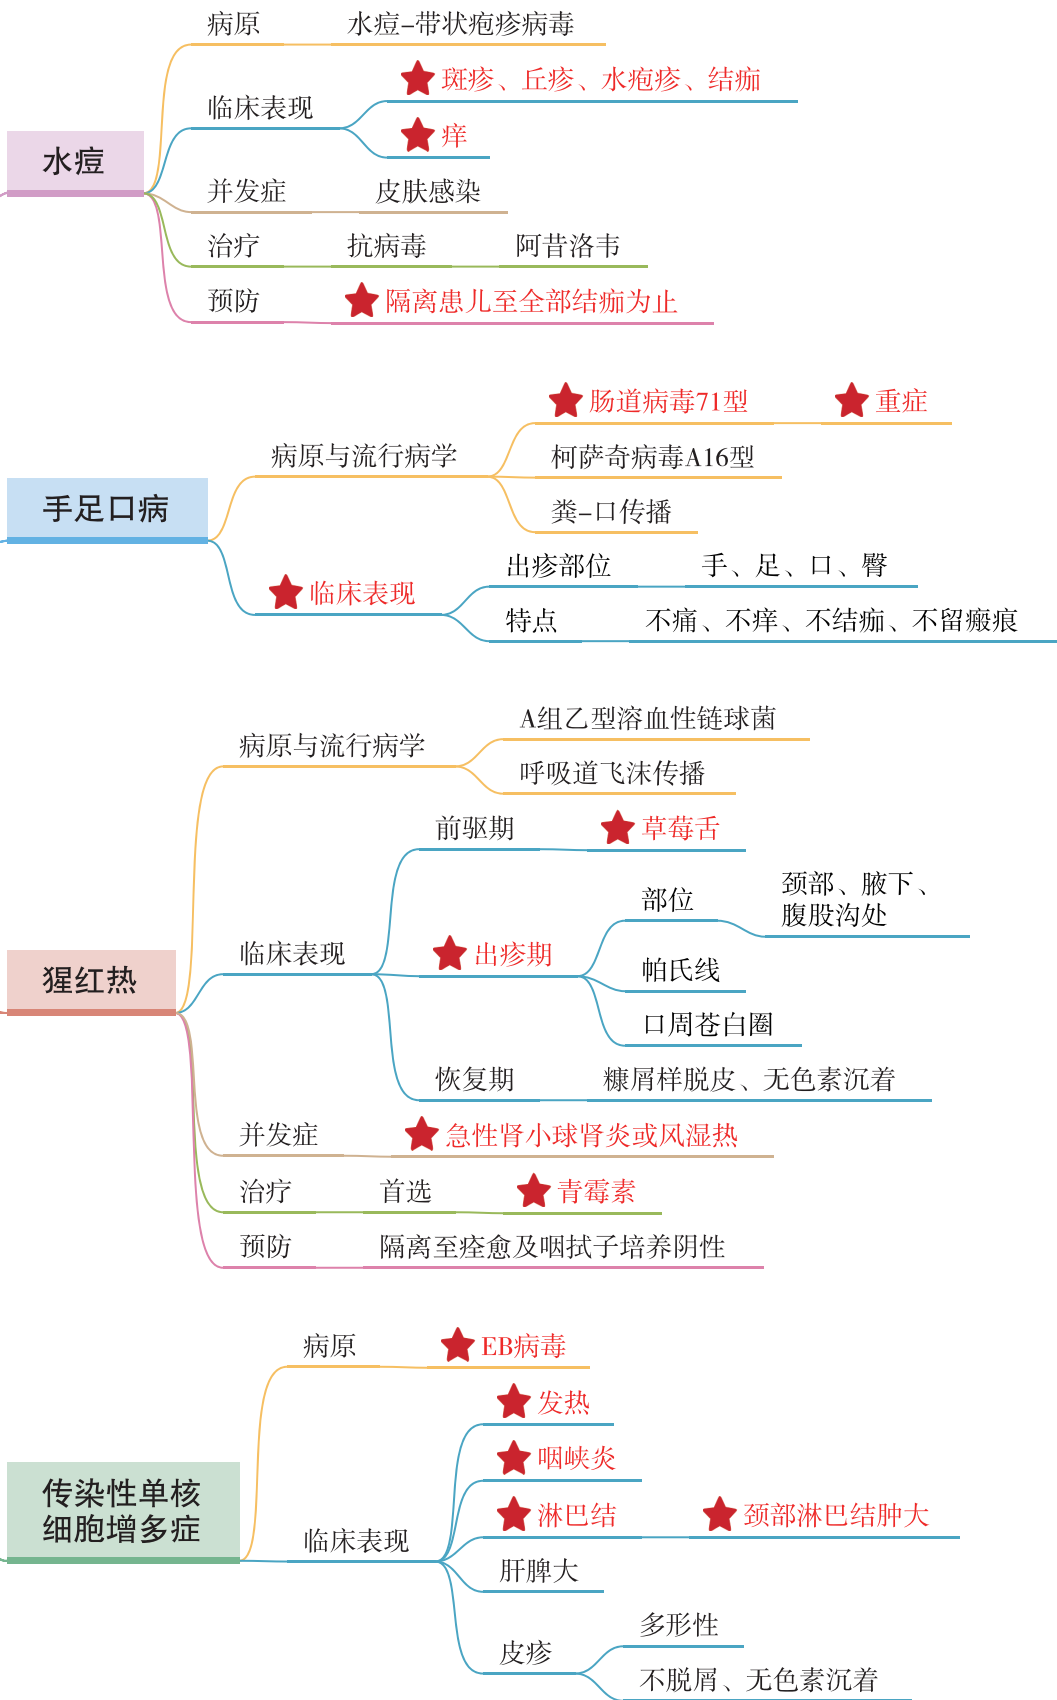 水痘
病原
水痘–带状疱疹病毒
临床表现
斑疹、丘疹、水疱疹、结痂
痒
并发症
皮肤感染
治疗
抗病毒
阿昔洛韦
预防
隔离患儿至全部结痂为止
手足口病
病原与流行病学
肠道病毒71型
重症
柯萨奇病毒A16型
粪–口传播
临床表现
出疹部位
手、足、口、臀
特点
不痛、不痒、不结痂、不留瘢痕
猩红热
病原与流行病学
A组乙型溶血性链球菌
呼吸道飞沫传播
临床表现
前驱期
草莓舌
出疹期
部位
颈部、腋下、
腹股沟处
帕氏线
口周苍白圈
恢复期
糠屑样脱皮、无色素沉着
并发症
急性肾小球肾炎或风湿热
治疗
首选
青霉素
预防
隔离至痊愈及咽拭子培养阴性
传染性单核
细胞增多症
病原
EB病毒
临床表现
发热
咽峡炎
淋巴结
颈部淋巴结肿大
肝脾大
皮疹
多形性
不脱屑、无色素沉着